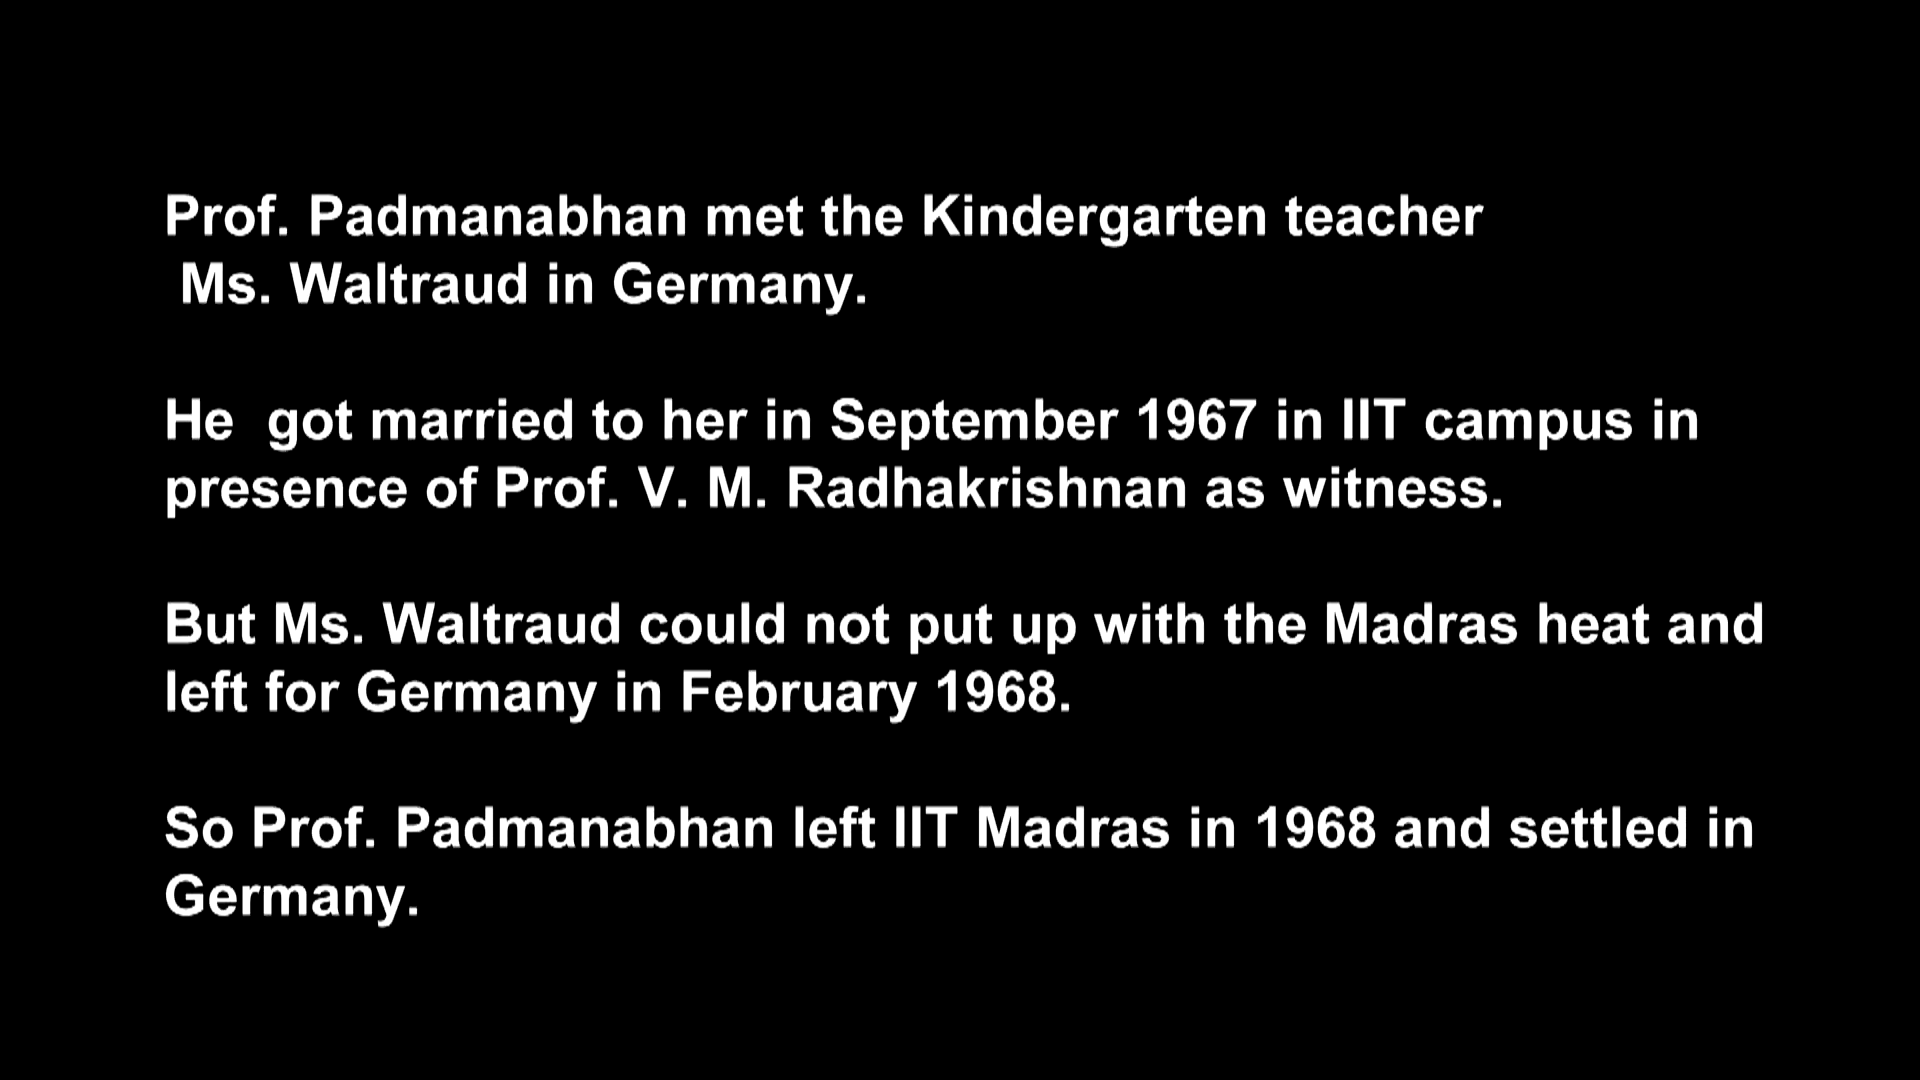 Prof. Padmanabhan met the Kindergarten teacher
Ms. Waltraud in Germany.
He  got married to her in September 1967 in IIT campus in
presence of Prof. V. M. Radhakrishnan as witness.
But Ms. Waltraud could not put up with the Madras heat and
left for Germany in February 1968.
So Prof. Padmanabhan left IIT Madras in 1968 and settled in
Germany.